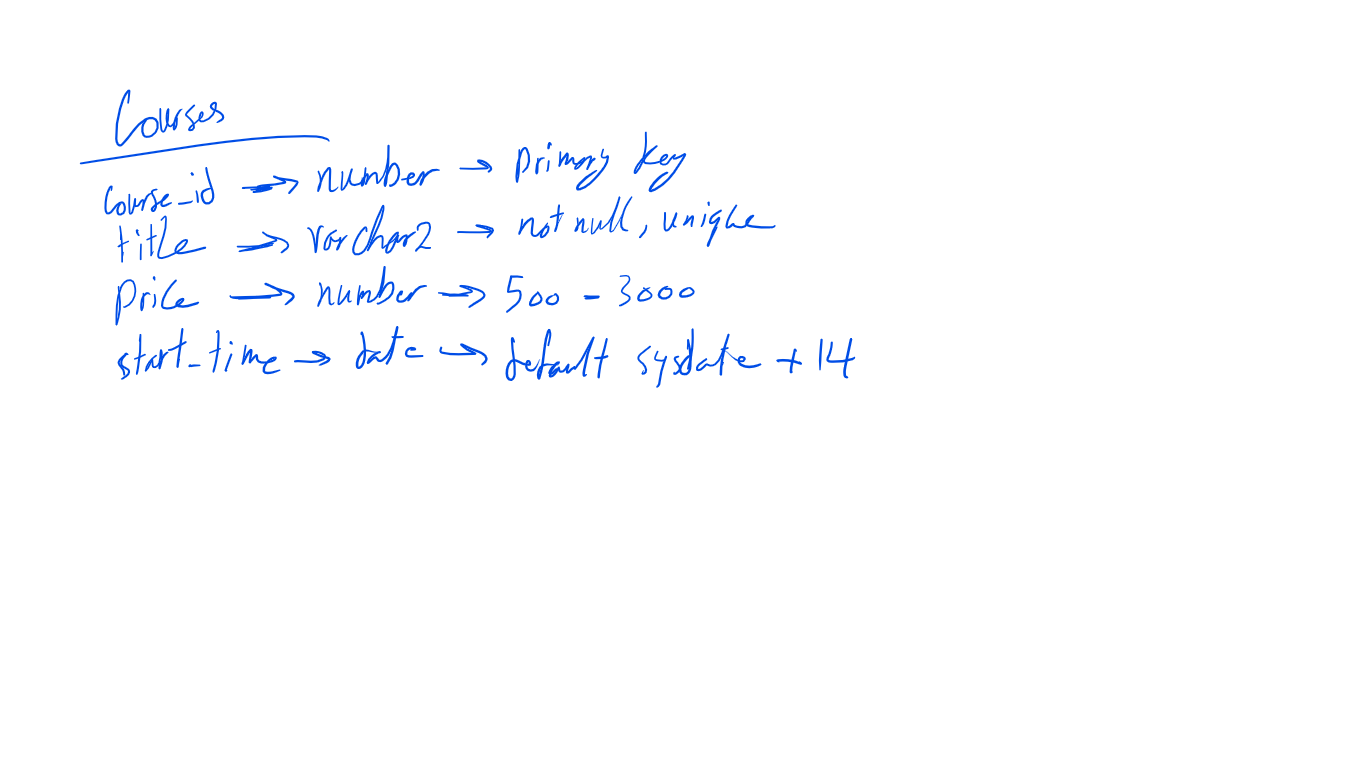 Courses
course_id → number → primary key
title → varchar2 → not null, unique
price → number → 500 - 3000
start_time → date → default sysdate + 14